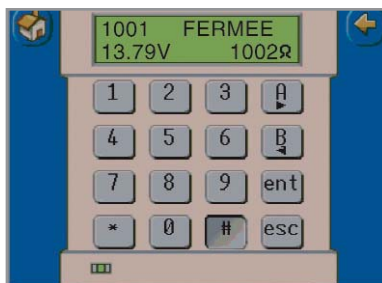 1001 FERMEE
13.79V 1002Ω
1 2 3 A
4 5 6 B
7 8 9 ent
* 0 # esc